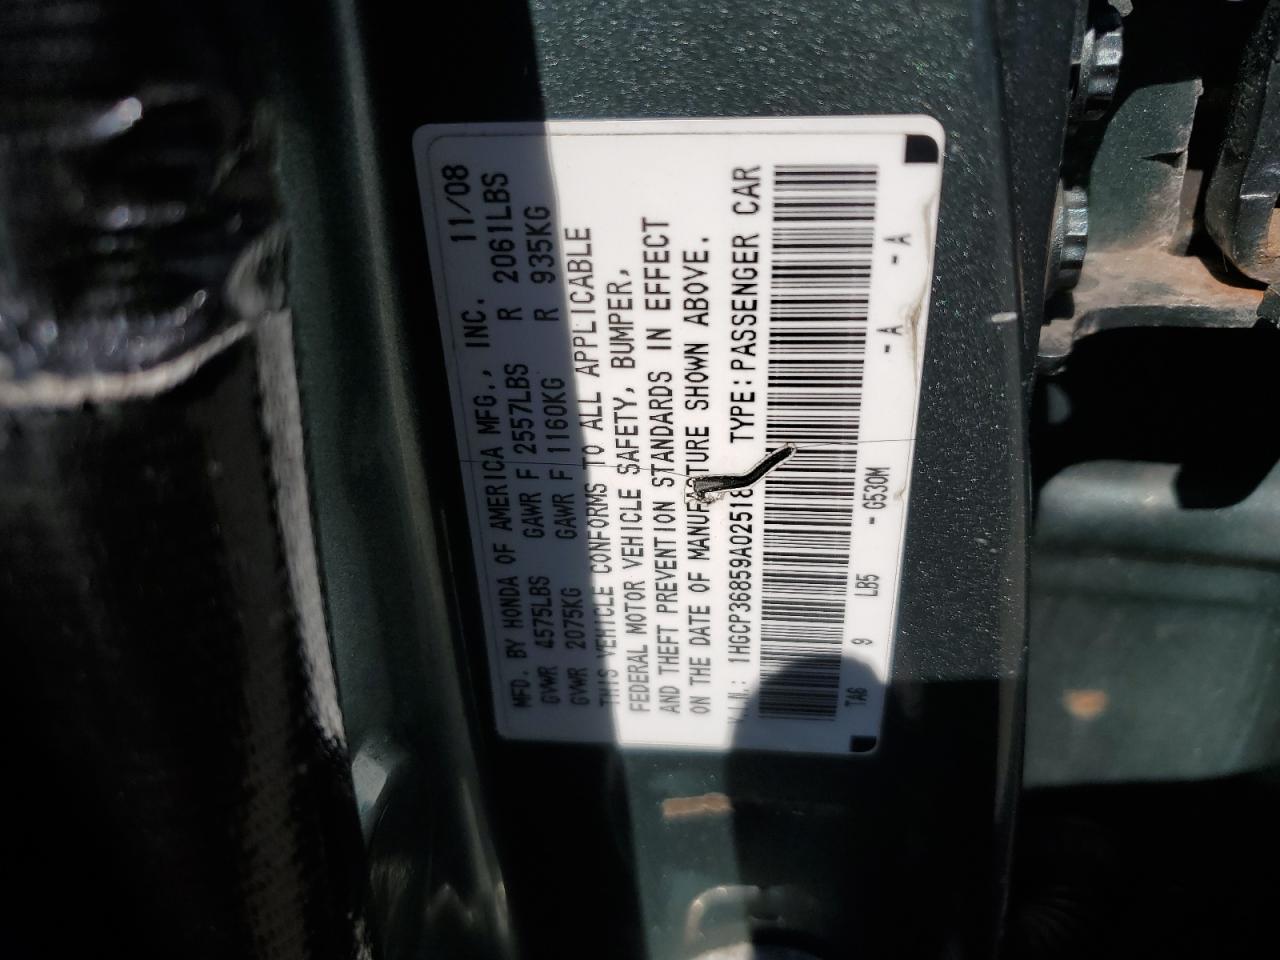 MFD. BY HONDA OF AMERICA MFG., INC. 11/08
GVWR 4575LBS GAWR F 2557LBS R 2061LBS
GVWR 2075KG GAWR F 1160KG R 935KG
THIS VEHICLE CONFORMS TO ALL APPLICABLE
FEDERAL MOTOR VEHICLE SAFETY, BUMPER,
AND THEFT PREVENTION STANDARDS IN EFFECT
ON THE DATE OF MANUFACTURE SHOWN ABOVE.
V.I.N.: 1HGCP36859A02518 TYPE: PASSENGER CAR
TA6 9 LB5 - G530M - A - A